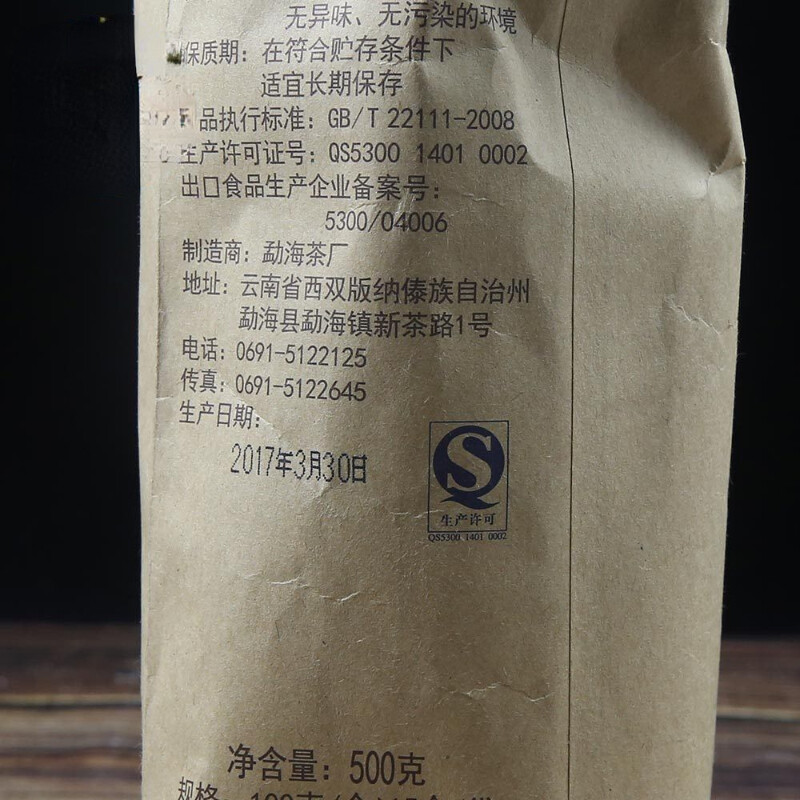 无异味、无污染的环境
保质期：在符合贮存条件下
适宜长期保存
品执行标准：GB/T 22111-2008
生产许可证号：QS5300 1401 0002
出口食品生产企业备案号：
5300/04006
制造商：勐海茶厂
地址：云南省西双版纳傣族自治州
勐海县勐海镇新茶路1号
电话：0691-5122125
传真：0691-5122645
生产日期：
2017年3月30日
QS
生产许可
QS5300 1401 0002
净含量：500克
规格